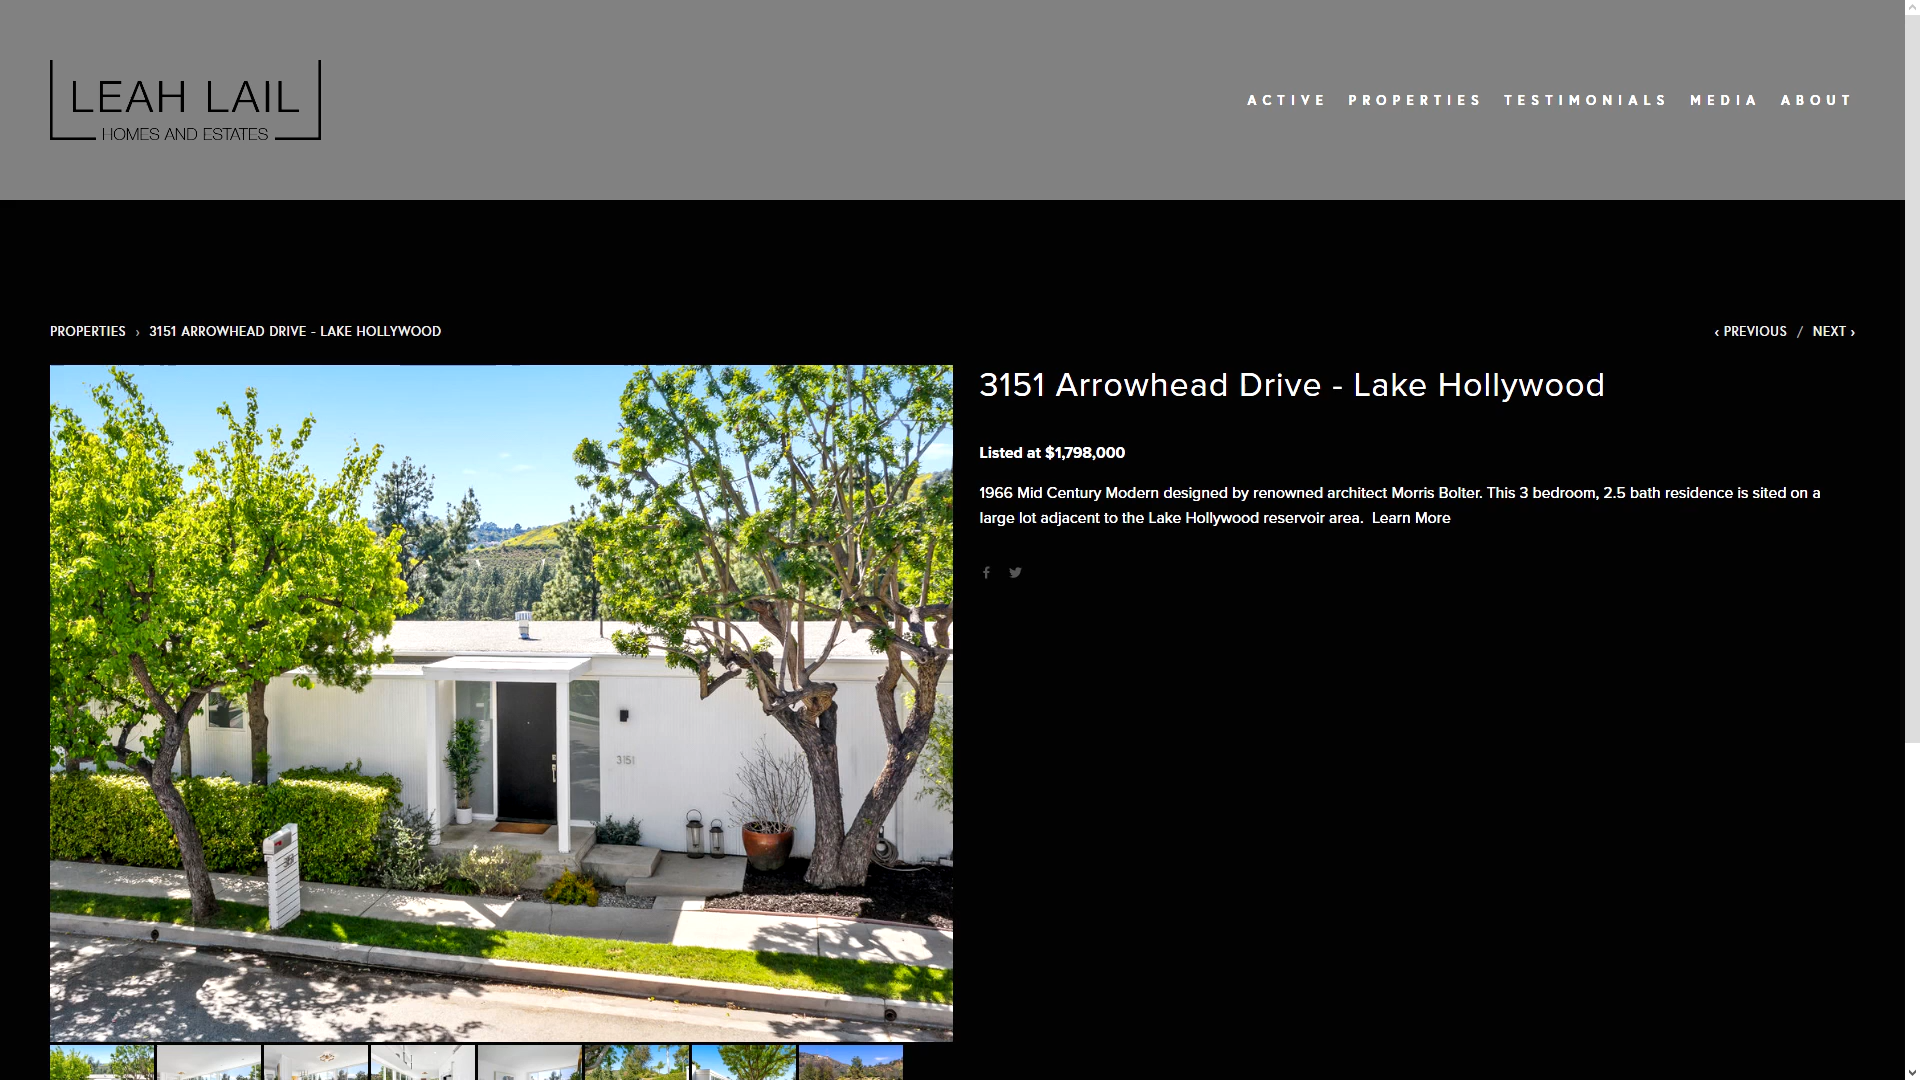 LEAH LAIL
HOMES AND ESTATES
ACTIVE PROPERTIES TESTIMONIALS MEDIA ABOUT
PROPERTIES › 3151 ARROWHEAD DRIVE - LAKE HOLLYWOOD
‹ PREVIOUS / NEXT ›
3151 Arrowhead Drive - Lake Hollywood
Listed at $1,798,000
1966 Mid Century Modern designed by renowned architect Morris Bolter. This 3 bedroom, 2.5 bath residence is sited on a
large lot adjacent to the Lake Hollywood reservoir area. Learn More
3151